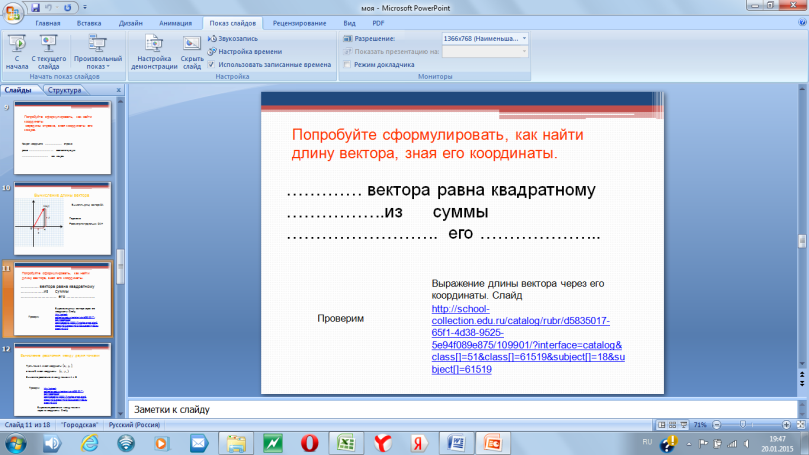 моя - Microsoft PowerPoint
Главная Вставка Дизайн Анимация Показ слайдов Рецензирование Вид PDF
С начала
С текущего слайда
Произвольный показ
Начать показ слайдов
Настройка демонстрации
Скрыть слайд
Звукозапись
Настройка времени
Использовать записанные времена
Настройка
Разрешение: 1366x768 (Наименьша...
Показать презентацию на:
Режим докладчика
Мониторы
Слайды Структура
9
10
11
12
Попробуйте сформулировать, как найти
длину вектора, зная его координаты.
………… вектора равна квадратному
…………….из суммы
……………………. его ………………..
Проверим
Выражение длины вектора через его
координаты. Слайд
http://school-
collection.edu.ru/catalog/rubr/d5835017-
65f1-4d38-9525-
5e94f089e875/109901/?interface=catalog&
class[]=51&class[]=61519&subject[]=18&su
bject[]=61519
Заметки к слайду
Слайд 11 из 18 "Городская" Русский (Россия) 71%
RU 19:47
20.01.2015